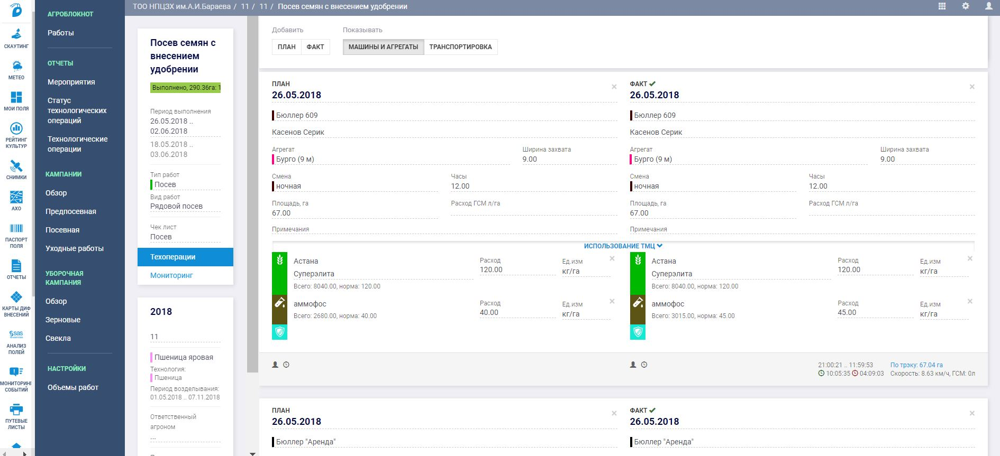 ТОО НПЦЗХ им.А.И.Бараева / 11 / 11 / Посев семян с внесением удобрении
СКАУТИНГ
МЕТЕО
МОИ ПОЛЯ
РЕЙТИНГ
КУЛЬТУР
СНИМКИ
АХО
ПАСПОРТ
ПОЛЯ
ОТЧЕТЫ
КАРТЫ ДИФ
ВНЕСЕНИЙ
sas
АНАЛИЗ
ПОЛЕЙ
МОНИТОРИНГ
СОБЫТИЙ
ПУТЕВЫЕ
ЛИСТЫ
АГРОБЛОКНОТ
Работы
ОТЧЕТЫ
Мероприятия
Статус
технологических
операций
Технологические
операции
КАМПАНИИ
Обзор
Предпосевная
Посевная
Уходные работы
УБОРОЧНАЯ
КАМПАНИЯ
Обзор
Зерновые
Свекла
НАСТРОЙКИ
Объемы работ
Посев семян с
внесением
удобрении
Выполнено, 290.36га: 1
Период выполнения
26.05.2018 ..
02.06.2018
18.05.2018 ..
03.06.2018
Тип работ
Посев
Вид работ
Рядовой посев
Чек лист
Посев
Техоперации
Мониторинг
2018
11
Пшеница яровая
Технология:
Пшеница
Период возделывания:
01.05.2018 .. 07.11.2018
Ответственный
агроном
...
Добавить
ПЛАН ФАКТ
Показывать
МАШИНЫ И АГРЕГАТЫ ТРАНСПОРТИРОВКА
ПЛАН
26.05.2018
Бюллер 609
Касенов Серик
Агрегат Ширина захвата
Бурго (9 м) 9.00
Смена Часы
ночная 12.00
Площадь, га Расход ГСМ л/га
67.00
Примечания
ФАКТ
26.05.2018
Бюллер 609
Касенов Серик
Агрегат Ширина захвата
Бурго (9 м) 9.00
Смена Часы
ночная 12.00
Площадь, га Расход ГСМ л/га
67.00
Примечания
ИСПОЛЬЗОВАНИЕ ТМЦ
Астана Расход Ед.изм
Суперэлита 120.00 кг/га
Всего: 8040.00, норма: 120.00
аммофос Расход Ед.изм
40.00 кг/га
Всего: 2680.00, норма: 40.00
Астана Расход Ед.изм
Суперэлита 120.00 кг/га
Всего: 8040.00, норма: 120.00
аммофос Расход Ед.изм
45.00 кг/га
Всего: 3015.00, норма: 45.00
21:00:21 .. 11:59:53 По трэку: 67.04 га
10:05:35 04:09:03 Скорость: 8.63 км/ч, ГСМ: 0л
ПЛАН
26.05.2018
Бюллер "Аренда"
ФАКТ
26.05.2018
Бюллер "Аренда"